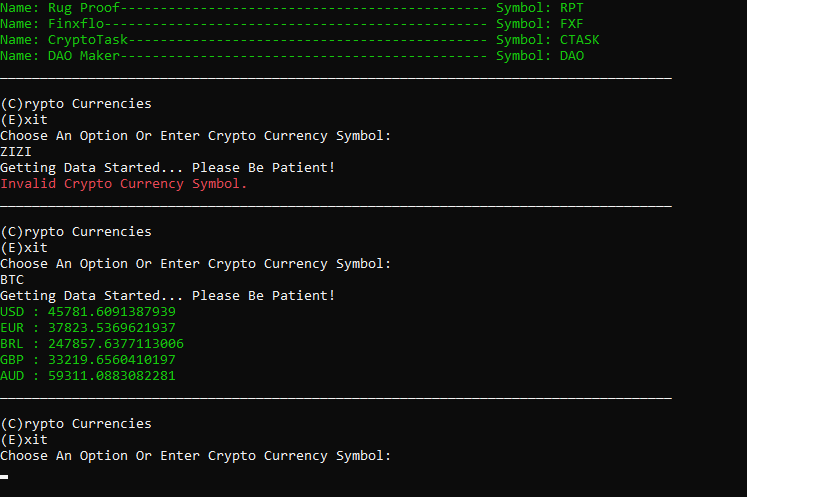 Name: Rug Proof---------------------------------------------- Symbol: RPT
Name: Finxflo------------------------------------------------ Symbol: FXF
Name: CryptoTask--------------------------------------------- Symbol: CTASK
Name: DAO Maker---------------------------------------------- Symbol: DAO
____________________________________________________________________________________
(C)rypto Currencies
(E)xit
Choose An Option Or Enter Crypto Currency Symbol:
ZIZI
Getting Data Started... Please Be Patient!
Invalid Crypto Currency Symbol.
____________________________________________________________________________________
(C)rypto Currencies
(E)xit
Choose An Option Or Enter Crypto Currency Symbol:
BTC
Getting Data Started... Please Be Patient!
USD : 45781.6091387939
EUR : 37823.5369621937
BRL : 247857.6377113006
GBP : 33219.6560410197
AUD : 59311.0883082281
____________________________________________________________________________________
(C)rypto Currencies
(E)xit
Choose An Option Or Enter Crypto Currency Symbol: